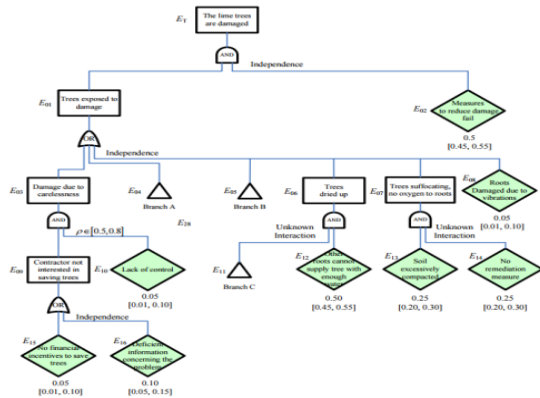 E_T
The lime trees
are damaged
AND
Independence
E_01
Trees exposed to
damage
E_02
Measures
to reduce damage
fail
0.5
[0.45, 0.55]
OR
Independence
E_03
Damage due to
carelessness
E_04
Branch A
E_05
Branch B
E_06
Trees
dried up
E_07
Trees suffocating,
no oxygen to roots
E_08
Roots
Damaged due to
vibrations
0.05
[0.01, 0.10]
AND
ρ∈[0.5,0.8]
E_28
AND
Unknown
Interaction
AND
Unknown
Interaction
E_09
Contractor not
interested in
saving trees
E_10
Lack of control
0.05
[0.01, 0.10]
E_11
Branch C
E_12
Other
roots cannot
supply tree with
enough
water
0.50
[0.45, 0.55]
E_13
Soil
excessively
compacted
0.25
[0.20, 0.30]
E_14
No
remediation
measure
0.25
[0.20, 0.30]
OR
Independence
E_15
No financial
incentives to save
trees
0.05
[0.01, 0.10]
E_16
Deficient
information
concerning the
problem
0.10
[0.05, 0.15]